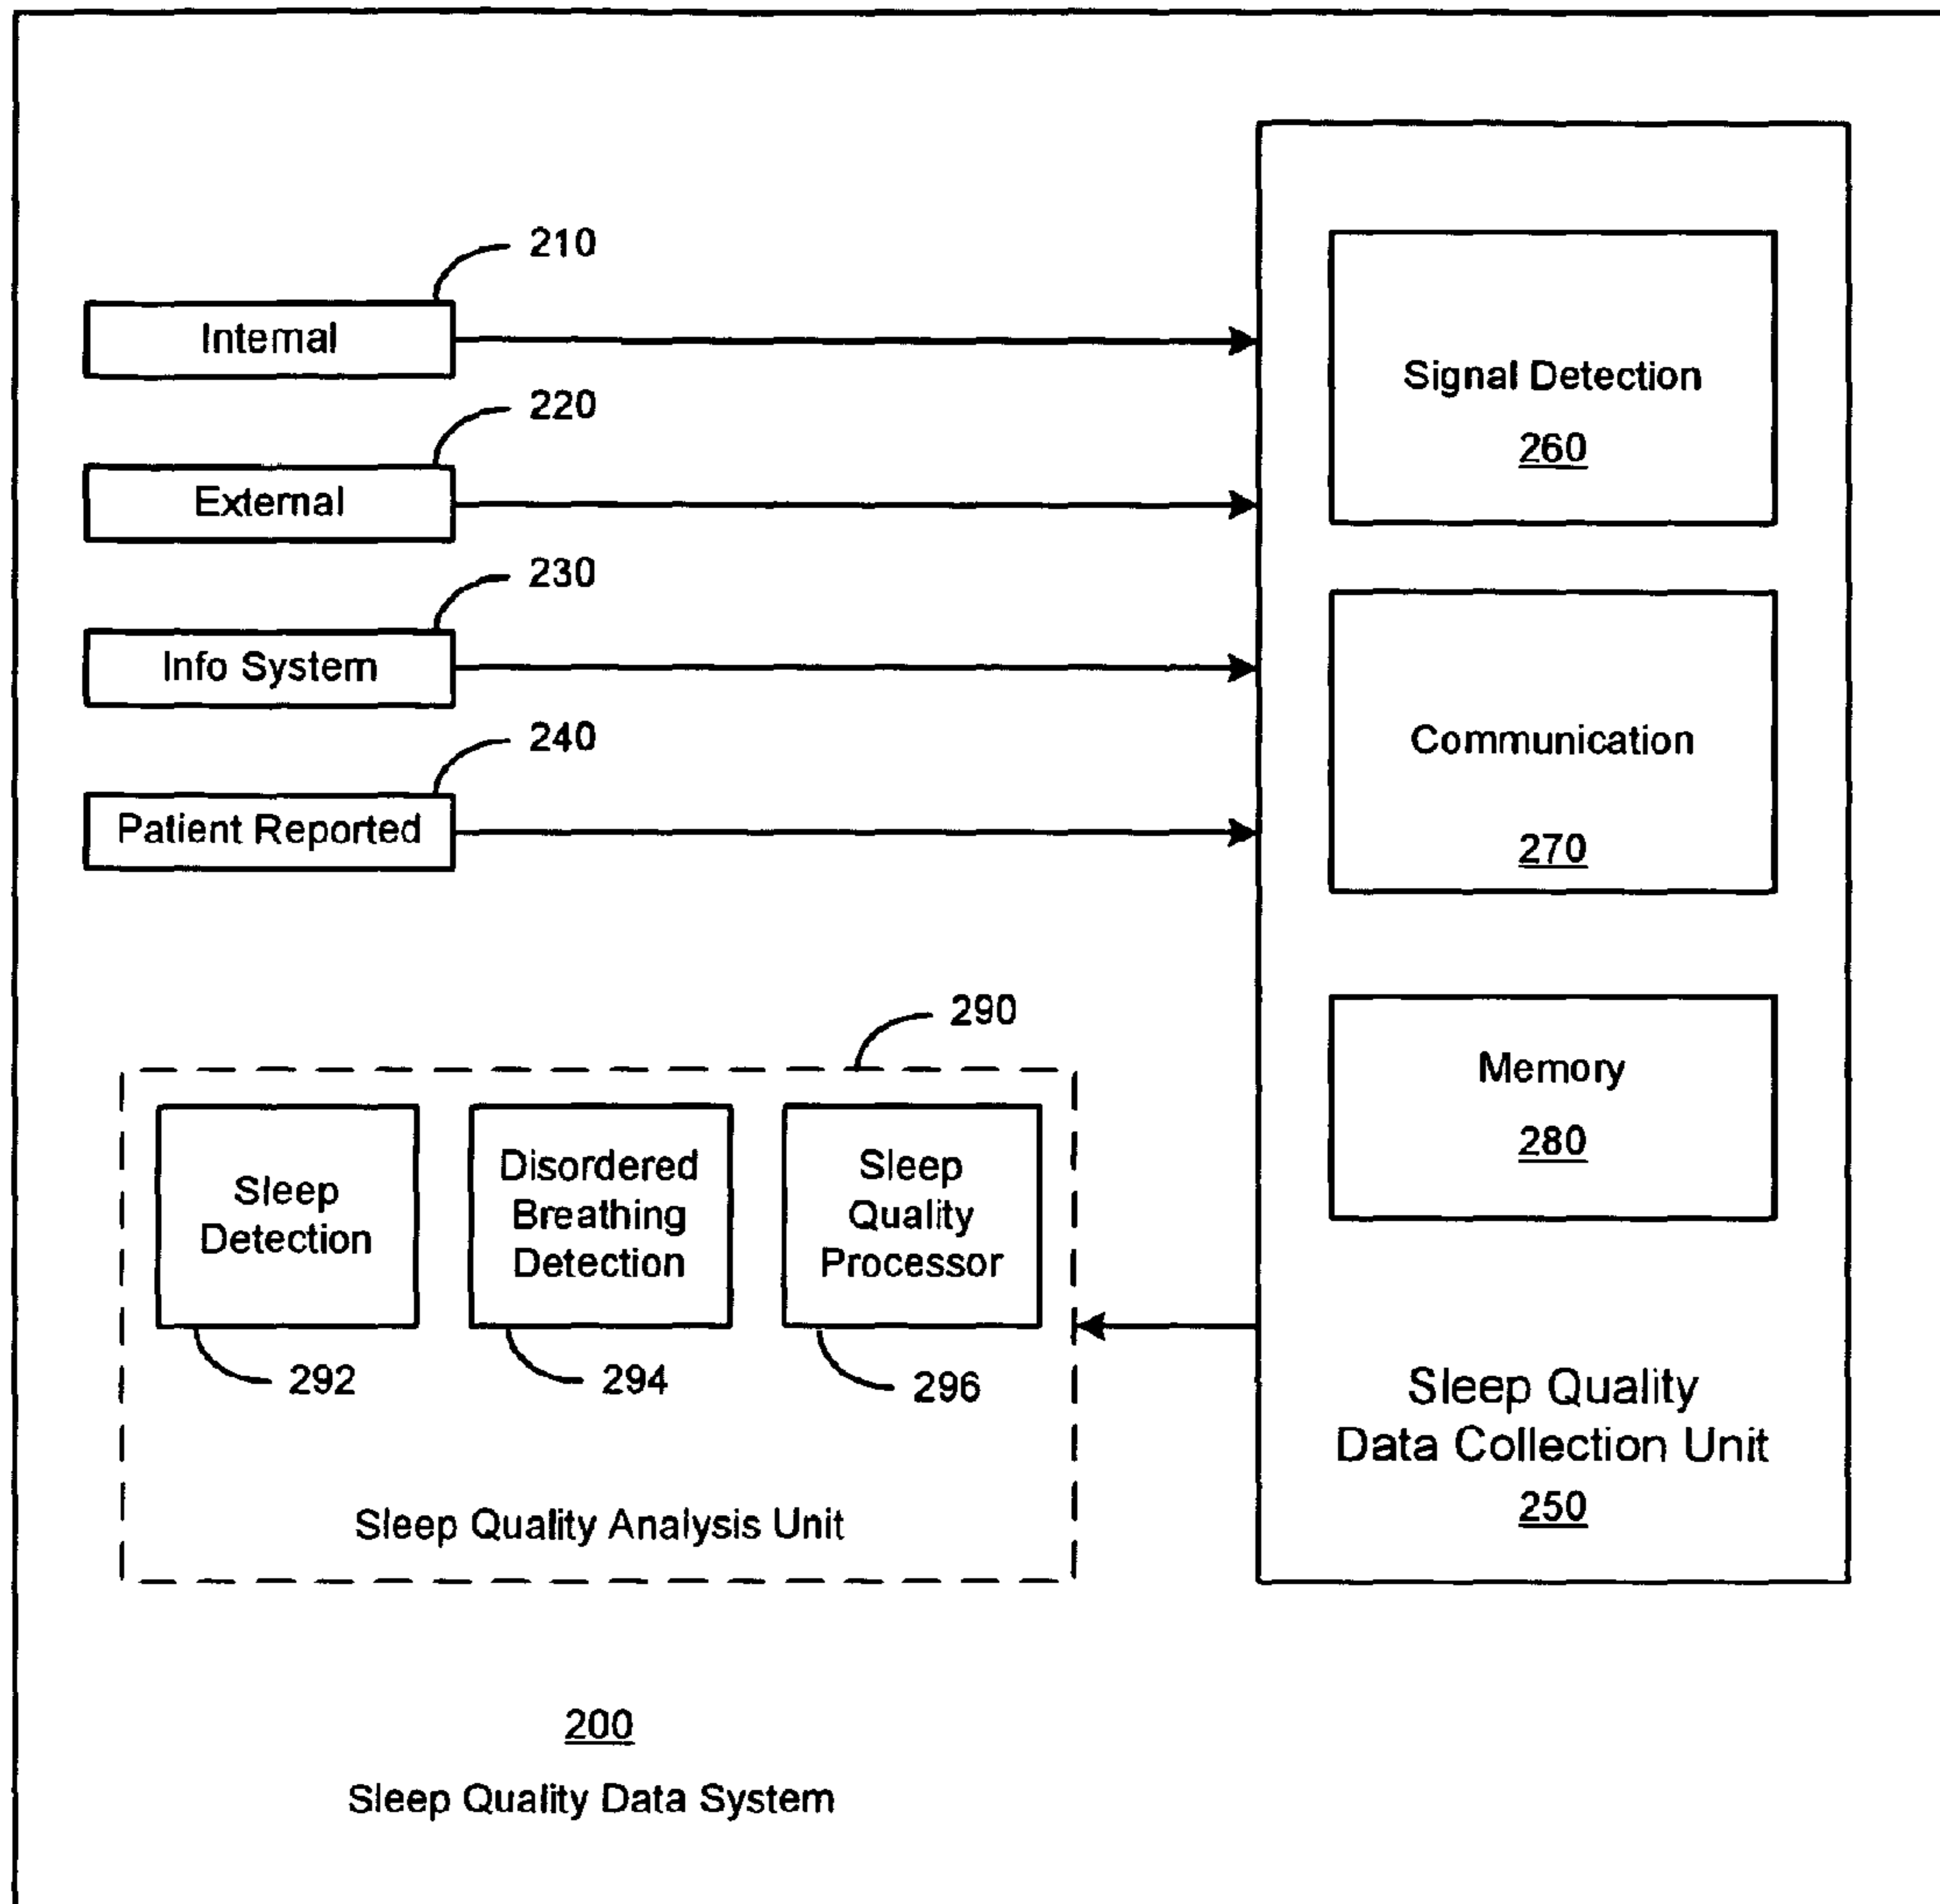 210
Internal
220
External
230
Info System
240
Patient Reported
Signal Detection
260
Communication
270
Memory
280
Sleep Quality
Data Collection Unit
250
290
Sleep
Detection
292
Disordered
Breathing
Detection
294
Sleep
Quality
Processor
296
Sleep Quality Analysis Unit
200
Sleep Quality Data System